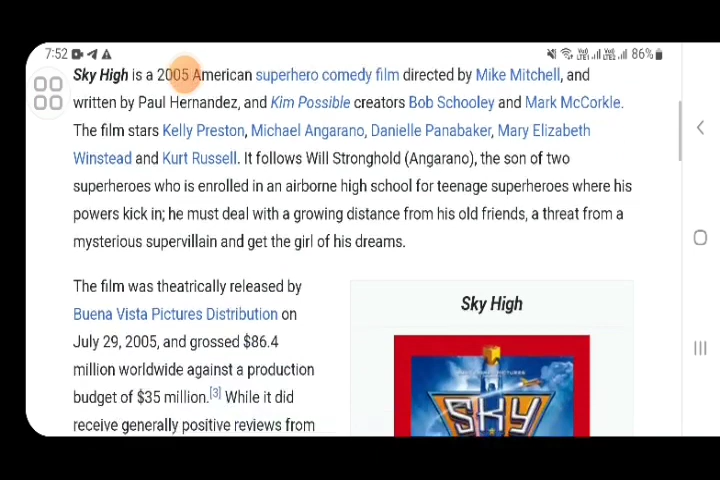 7:52
86%
Sky High is a 2005 American superhero comedy film directed by Mike Mitchell, and
written by Paul Hernandez, and Kim Possible creators Bob Schooley and Mark McCorkle.
The film stars Kelly Preston, Michael Angarano, Danielle Panabaker, Mary Elizabeth
Winstead and Kurt Russell. It follows Will Stronghold (Angarano), the son of two
superheroes who is enrolled in an airborne high school for teenage superheroes where his
powers kick in; he must deal with a growing distance from his old friends, a threat from a
mysterious supervillain and get the girl of his dreams.
The film was theatrically released by
Buena Vista Pictures Distribution on
July 29, 2005, and grossed $86.4
million worldwide against a production
budget of $35 million.[3] While it did
receive generally positive reviews from
Sky High
SKY